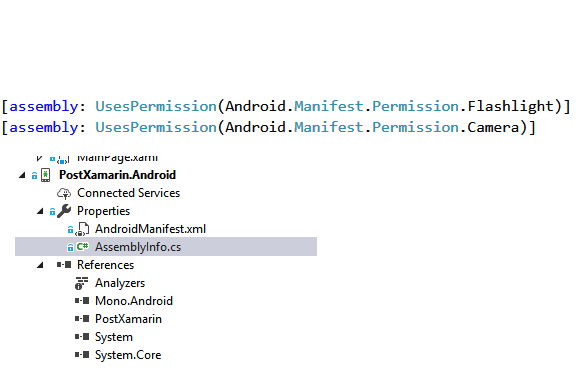 [assembly: UsesPermission(Android.Manifest.Permission.Flashlight)]
[assembly: UsesPermission(Android.Manifest.Permission.Camera)]
MainPage.xaml
PostXamarin.Android
Connected Services
Properties
AndroidManifest.xml
C# AssemblyInfo.cs
References
Analyzers
Mono.Android
PostXamarin
System
System.Core